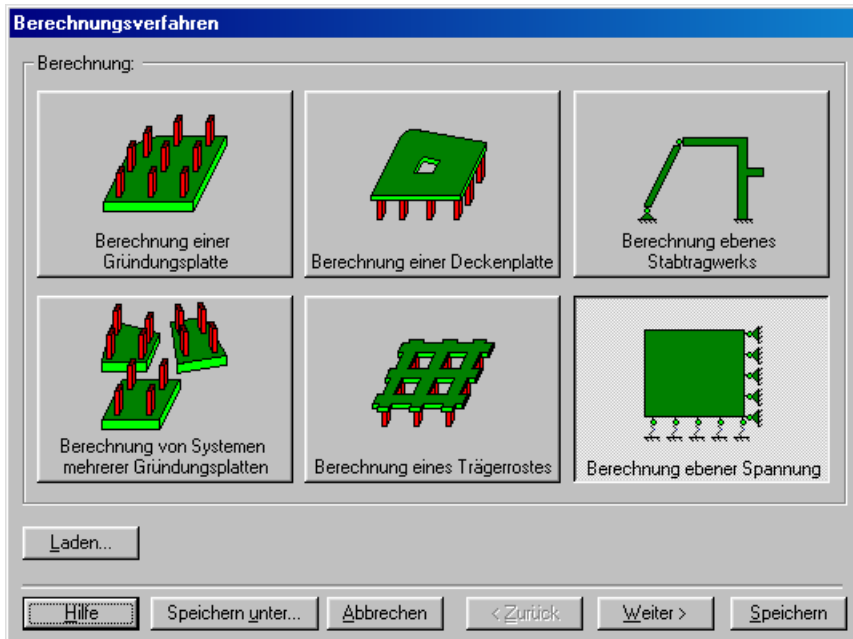 Berechnungsverfahren
Berechnung:
Berechnung einer
Gründungsplatte
Berechnung einer Deckenplatte
Berechnung ebenes
Stabtragwerks
Berechnung von Systemen
mehrerer Gründungsplatten
Berechnung eines Trägerrostes
Berechnung ebener Spannung
Laden...
Hilfe
Speichern unter...
Abbrechen
< Zurück
Weiter >
Speichern